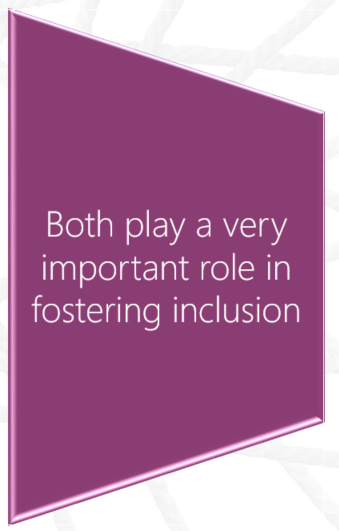 Both play a very
important role in
fostering inclusion